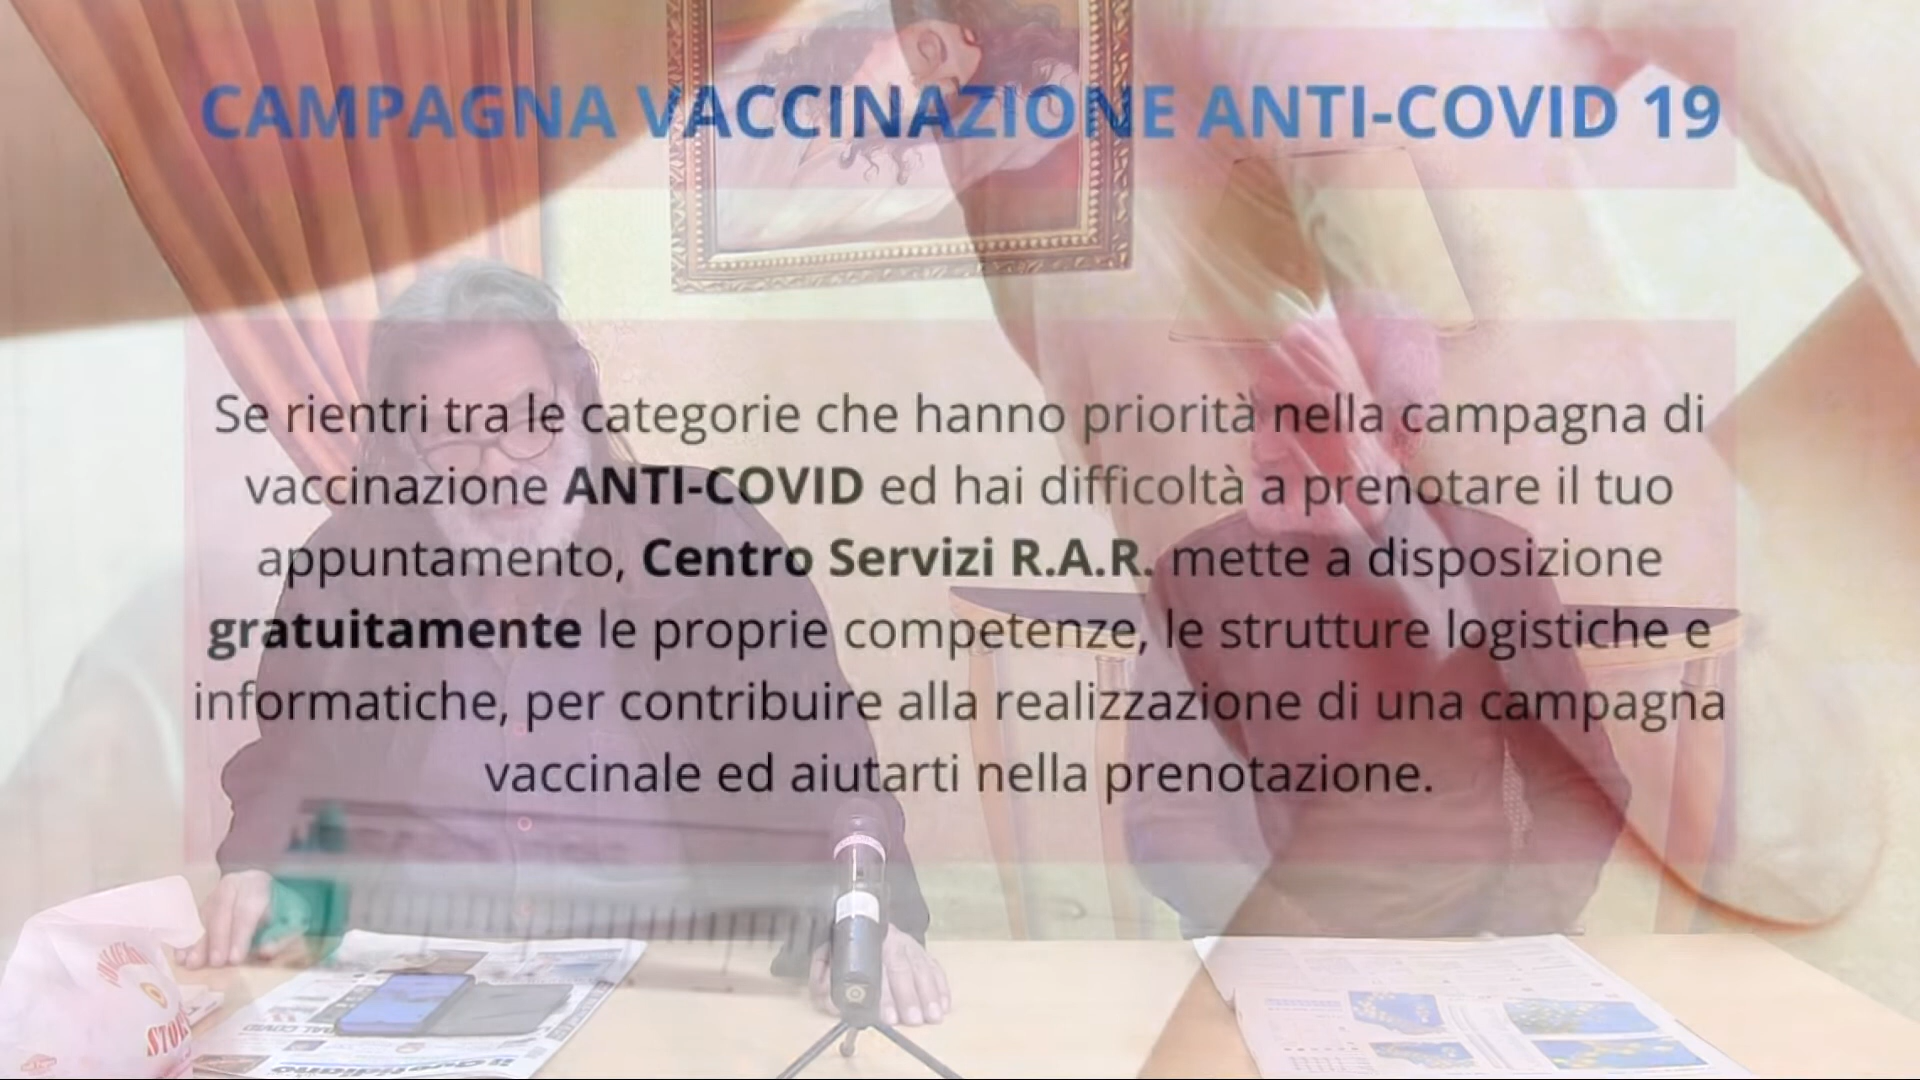 CAMPAGNA VACCINAZIONE ANTI-COVID 19
Se rientri tra le categorie che hanno priorità nella campagna di
vaccinazione ANTI-COVID ed hai difficoltà a prenotare il tuo
appuntamento, Centro Servizi R.A.R. mette a disposizione
gratuitamente le proprie competenze, le strutture logistiche e
informatiche, per contribuire alla realizzazione di una campagna
vaccinale ed aiutarti nella prenotazione.
il Quotidiano